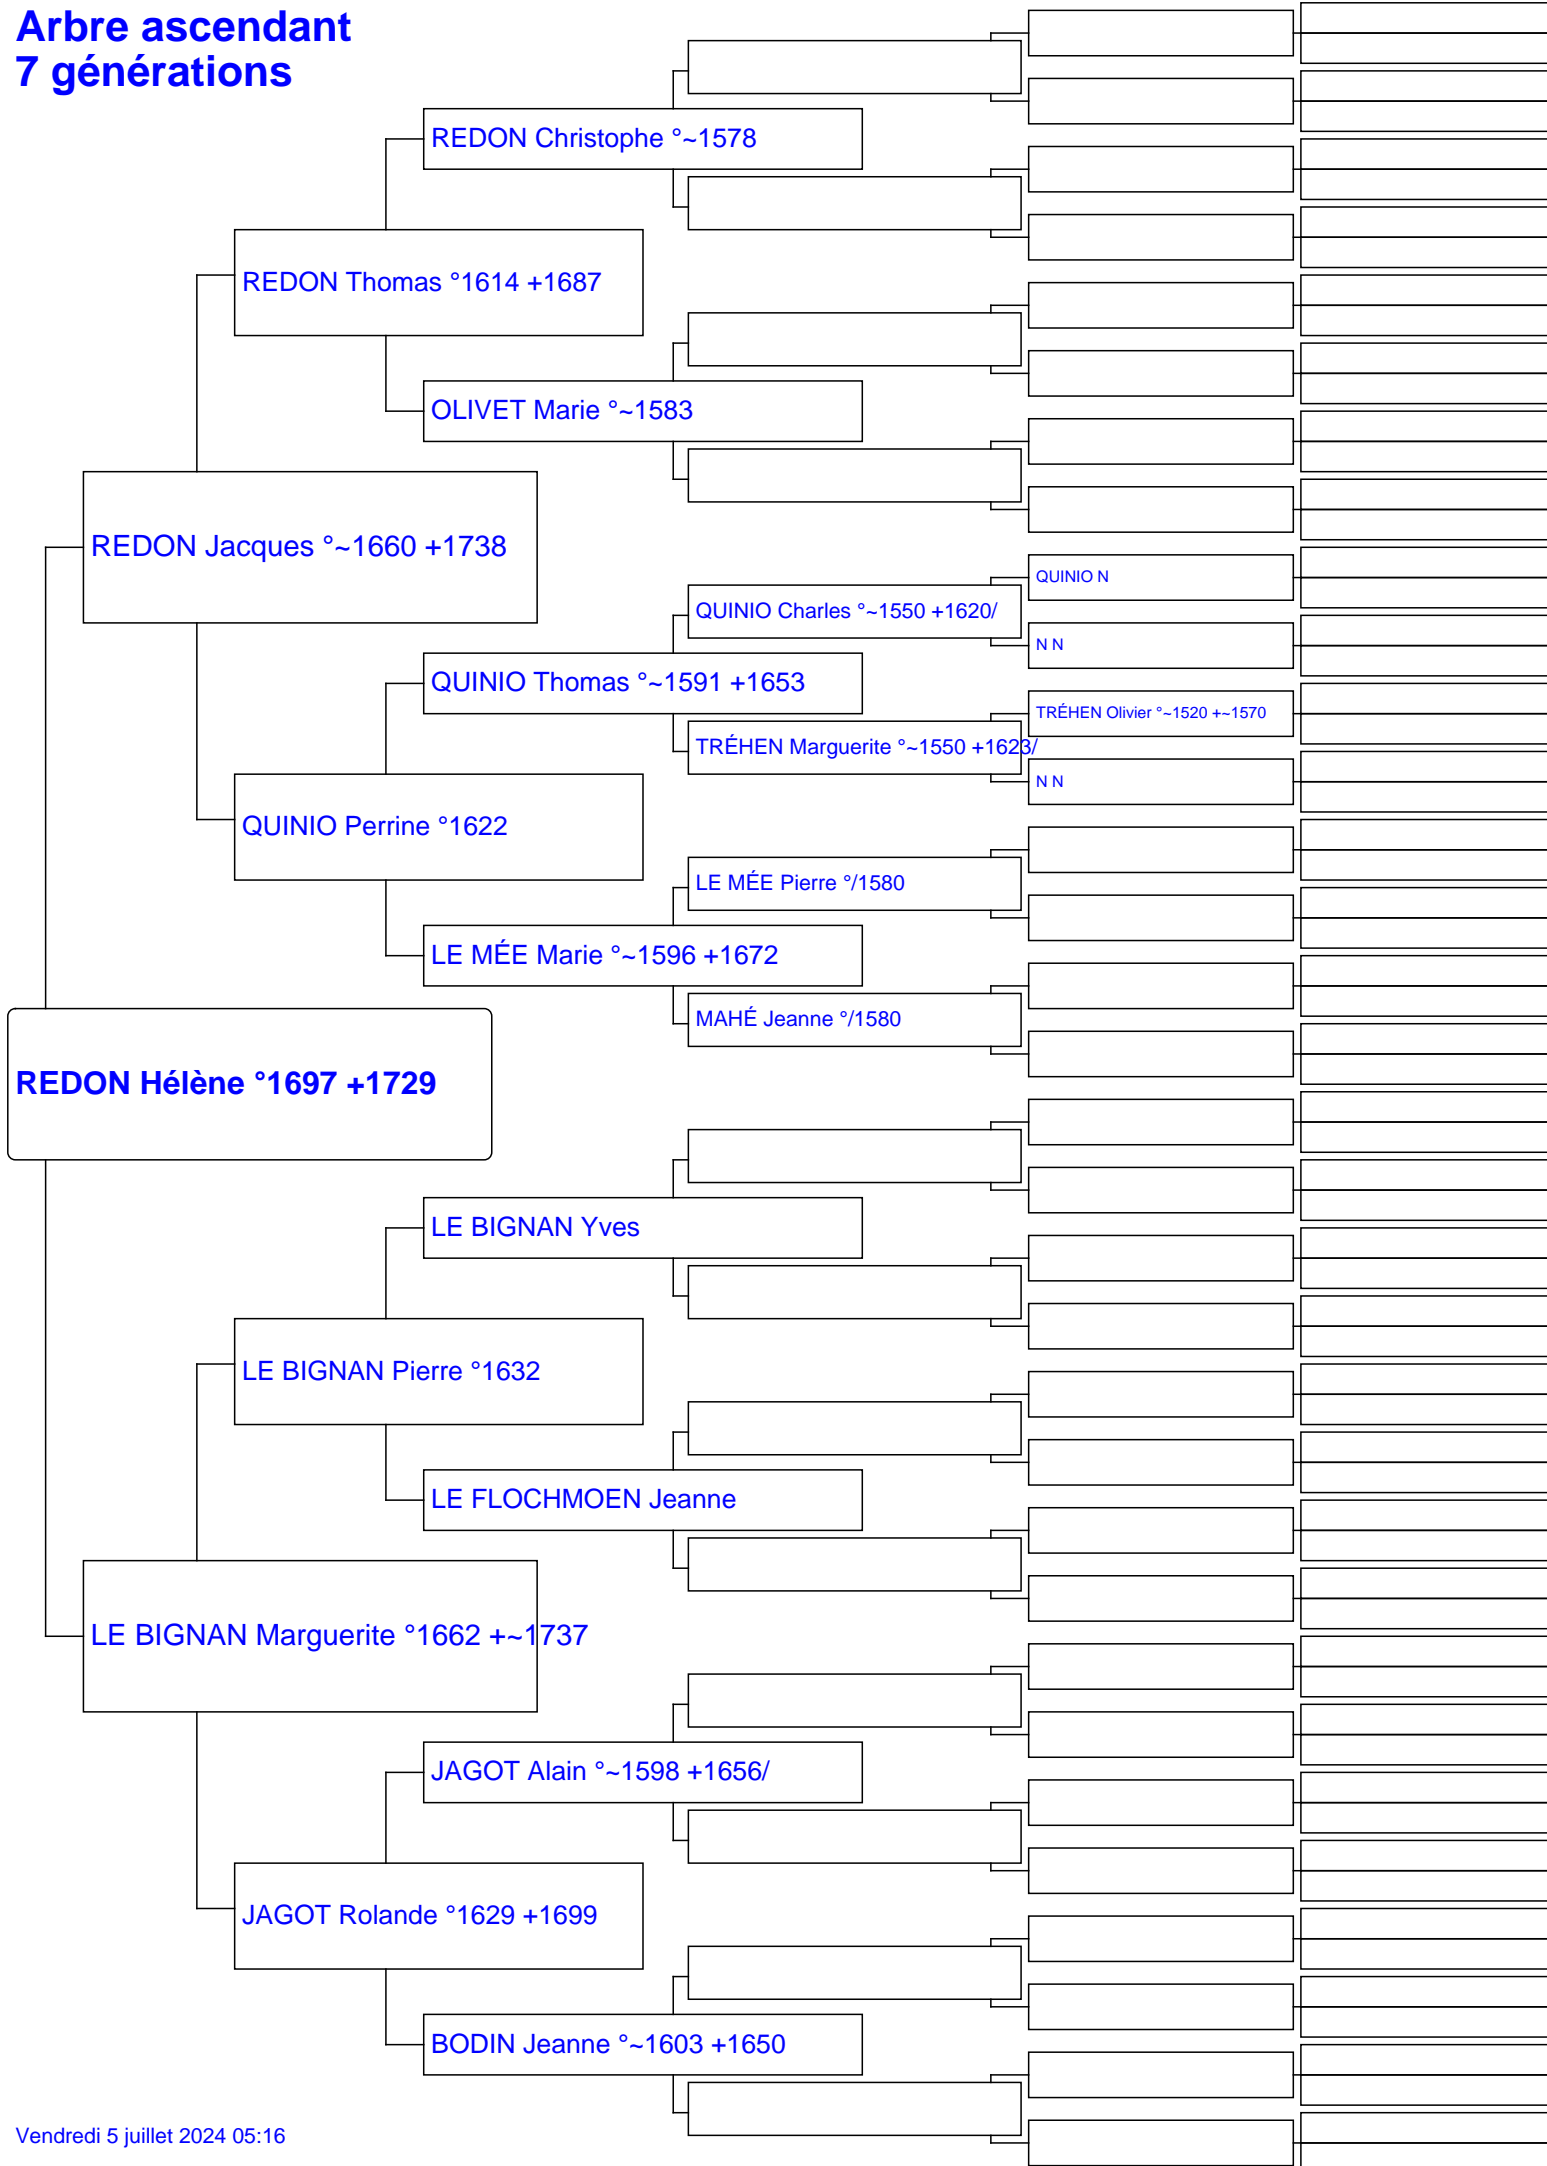 Arbre ascendant
7 générations
REDON Christophe °~1578
REDON Thomas °1614 +1687
OLIVET Marie °~1583
REDON Jacques °~1660 +1738
QUINIO N
QUINIO Charles °~1550 +1620/
N N
QUINIO Thomas °~1591 +1653
TRÉHEN Olivier °~1520 +~1570
TRÉHEN Marguerite °~1550 +1623/
N N
QUINIO Perrine °1622
LE MÉE Pierre °/1580
LE MÉE Marie °~1596 +1672
MAHÉ Jeanne °/1580
REDON Hélène °1697 +1729
LE BIGNAN Yves
LE BIGNAN Pierre °1632
LE FLOCHMOEN Jeanne
LE BIGNAN Marguerite °1662 +~1737
JAGOT Alain °~1598 +1656/
JAGOT Rolande °1629 +1699
BODIN Jeanne °~1603 +1650
Vendredi 5 juillet 2024 05:16